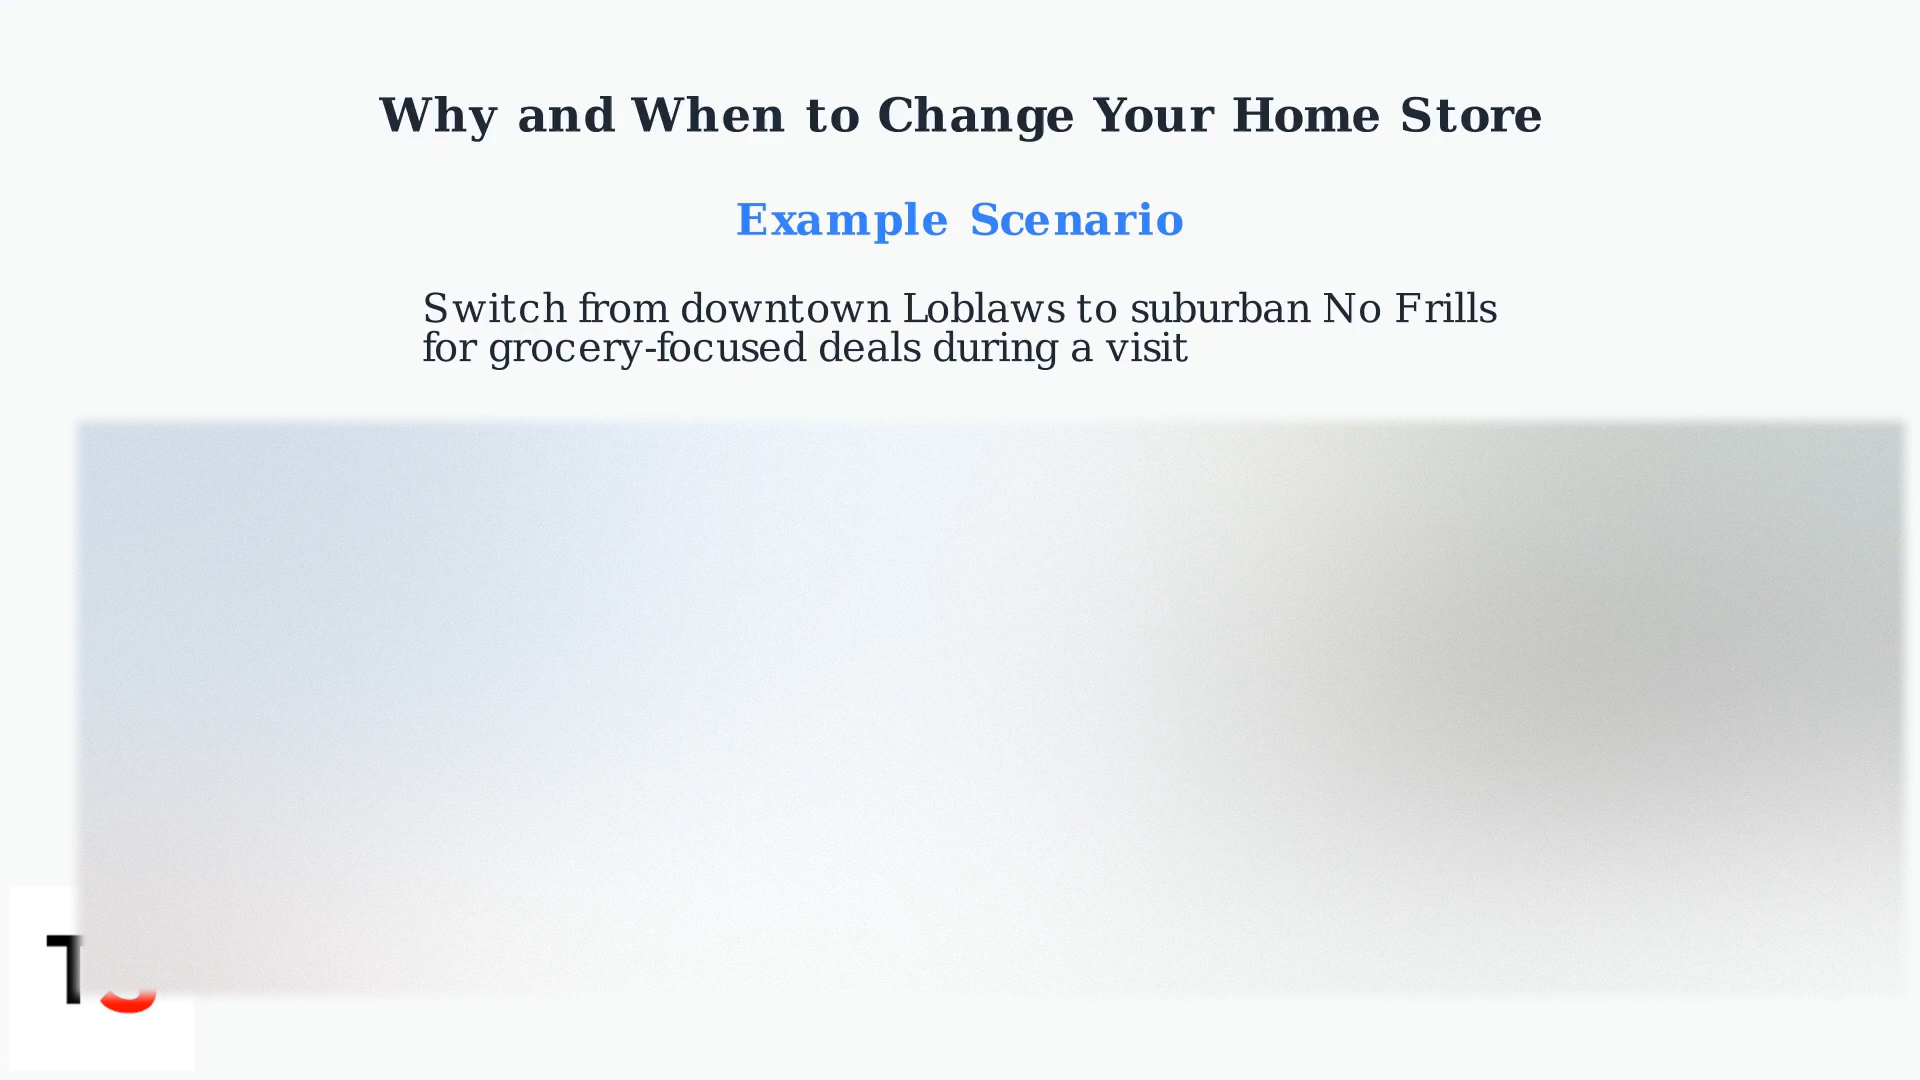 Why and When to Change Your Home Store
Example Scenario
Switch from downtown Loblaws to suburban No Frills
for grocery-focused deals during a visit
T